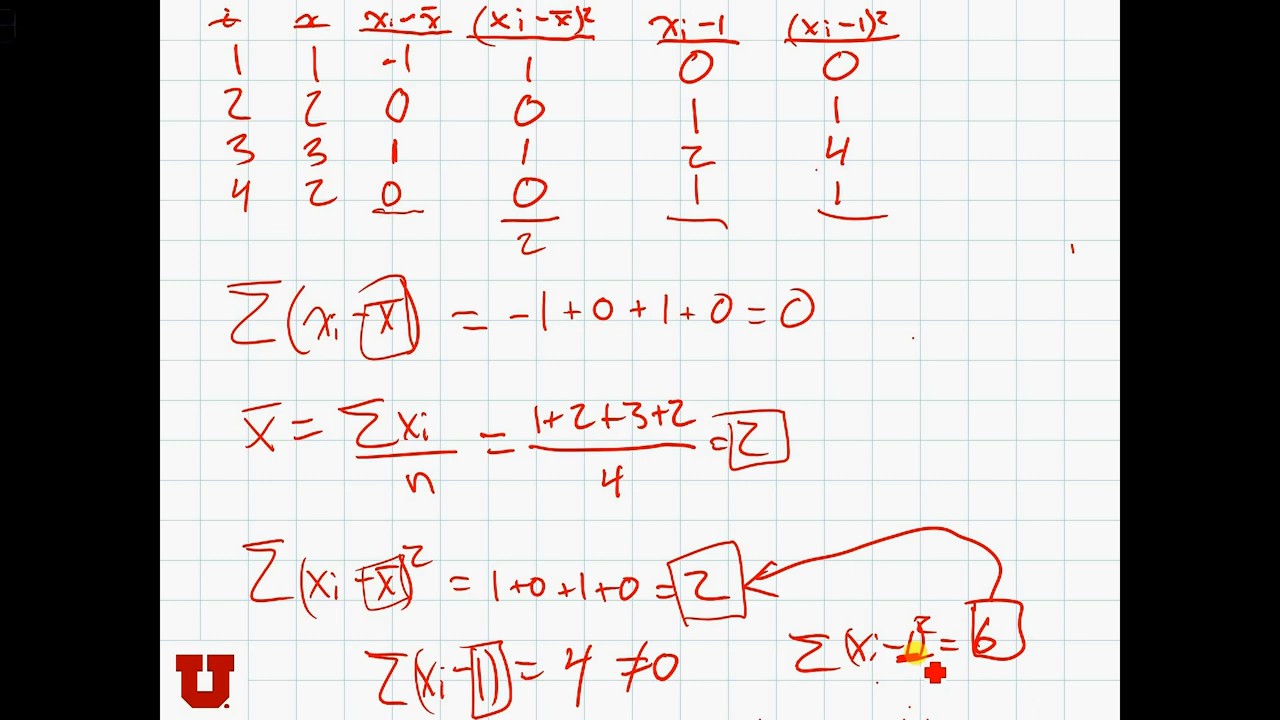 i x xi-x̄ (xi-x̄)² xi-1 (xi-1)²
1 1 -1 1 0 0
2 2 0 0 1 1
3 3 1 1 2 4
4 2 0 0 1 1
2
Σ(xi-x̄) = -1+0+1+0=0
x̄ = Σxi/n = 1+2+3+2/4 = 2
Σ(xi-x̄)² = 1+0+1+0=2
Σ(xi-1)²=6
Σ(xi-1)=4≠0
U